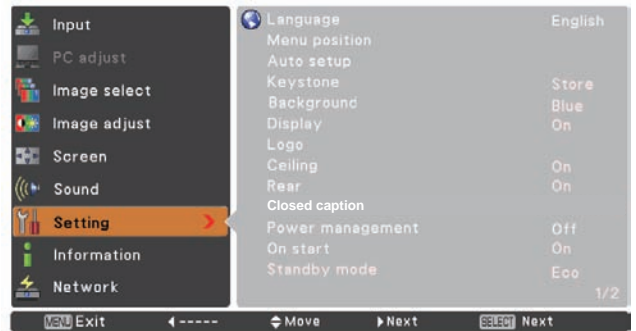 Input
PC adjust
Image select
Image adjust
Screen
Sound
Setting
Information
Network
Language English
Menu position
Auto setup
Keystone Store
Background Blue
Display On
Logo
Ceiling On
Rear On
Closed caption
Power management Off
On start On
Standby mode Eco
1/2
MENU Exit ◀----- Move ▶Next SELECT Next